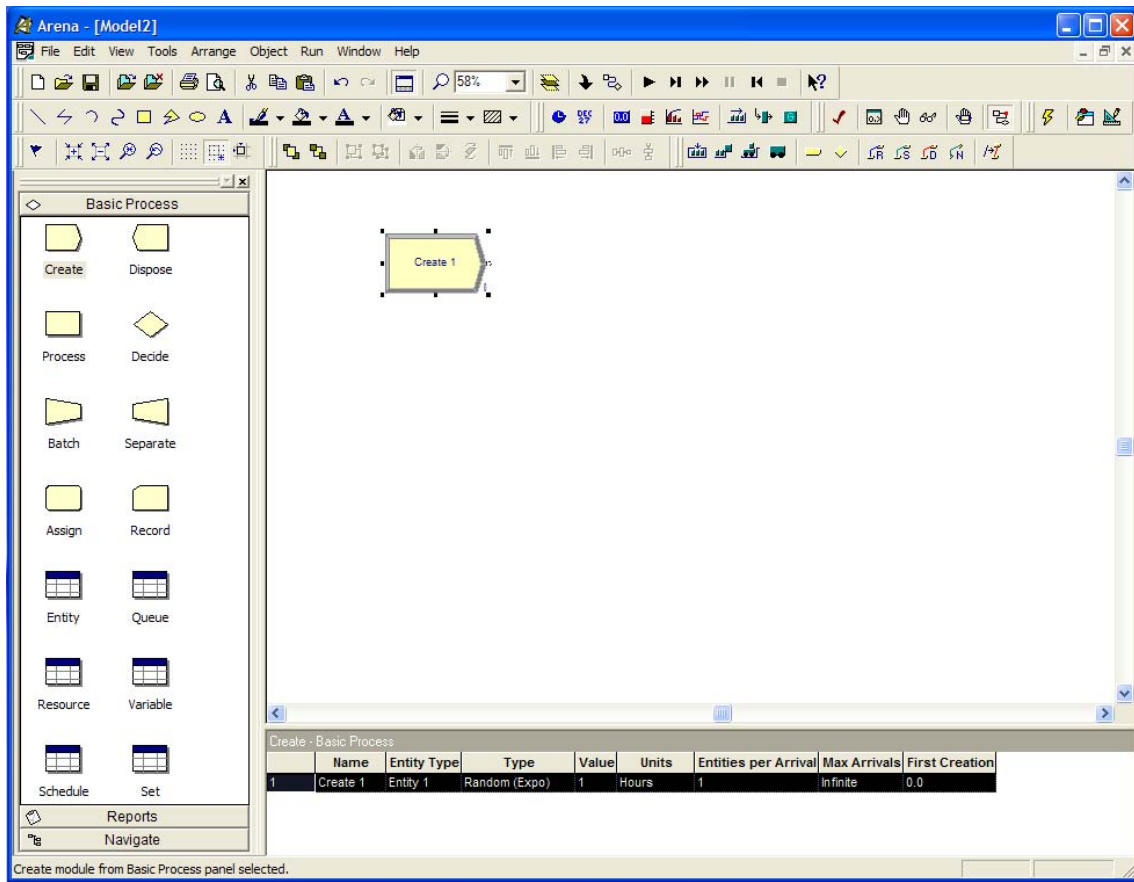 Arena - [Model2]
File Edit View Tools Arrange Object Run Window Help
58%
Basic Process
Create Dispose
Process Decide
Batch Separate
Assign Record
Entity Queue
Resource Variable
Schedule Set
Reports
Navigate
Create 1
Create - Basic Process
Name Entity Type Type Value Units Entities per Arrival Max Arrivals First Creation
1 Create 1 Entity 1 Random (Expo) 1 Hours 1 Infinite 0.0
Create module from Basic Process panel selected.